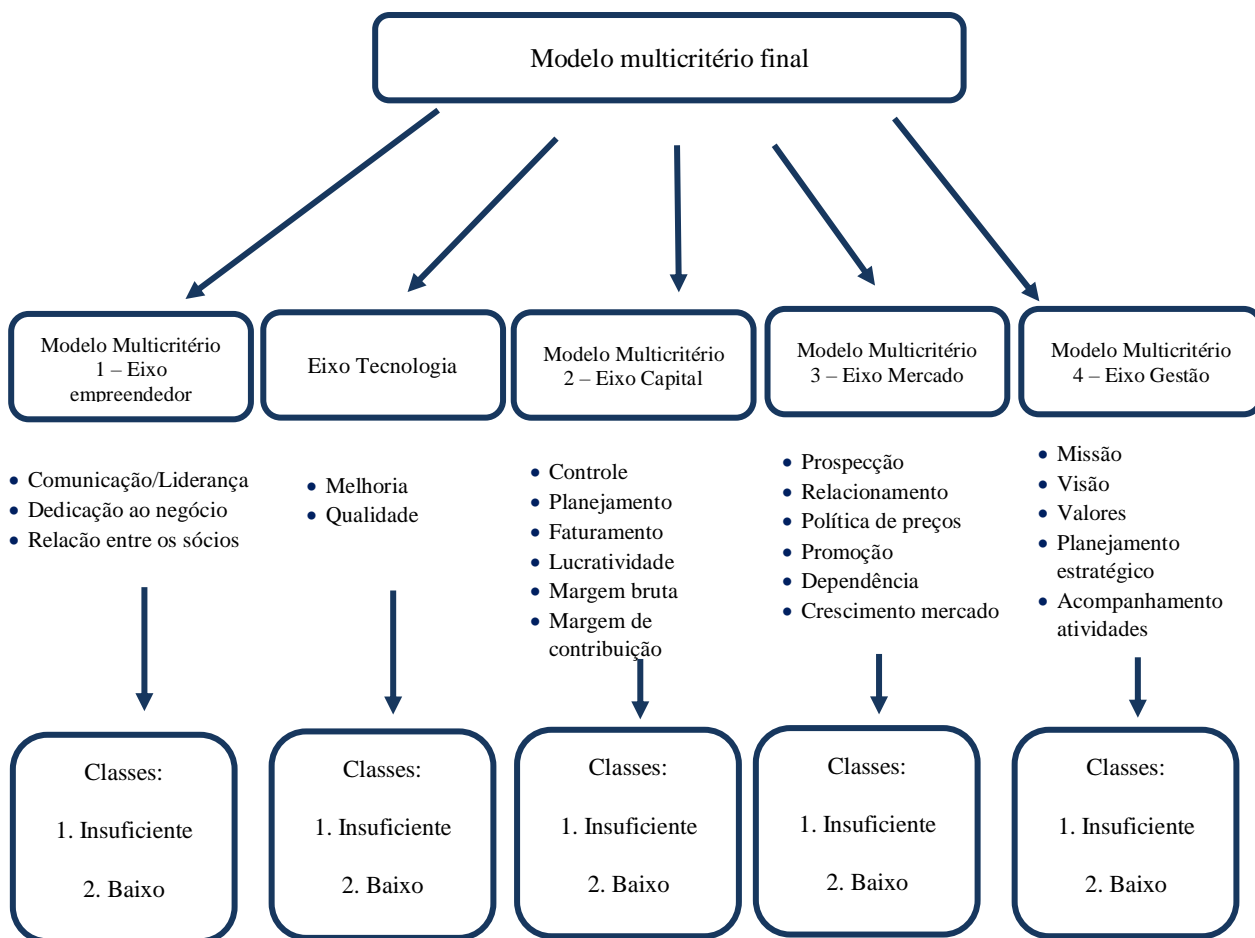 Modelo multicritério final
Modelo Multicritério
1 – Eixo
empreendedor
Eixo Tecnologia
Modelo Multicritério
2 – Eixo Capital
Modelo Multicritério
3 – Eixo Mercado
Modelo Multicritério
4 – Eixo Gestão
• Comunicação/Liderança
• Dedicação ao negócio
• Relação entre os sócios
• Melhoria
• Qualidade
• Controle
• Planejamento
• Faturamento
• Lucratividade
• Margem bruta
• Margem de
contribuição
• Prospecção
• Relacionamento
• Política de preços
• Promoção
• Dependência
• Crescimento mercado
• Missão
• Visão
• Valores
• Planejamento
estratégico
• Acompanhamento
atividades
Classes:
1. Insuficiente
2. Baixo
Classes:
1. Insuficiente
2. Baixo
Classes:
1. Insuficiente
2. Baixo
Classes:
1. Insuficiente
2. Baixo
Classes:
1. Insuficiente
2. Baixo